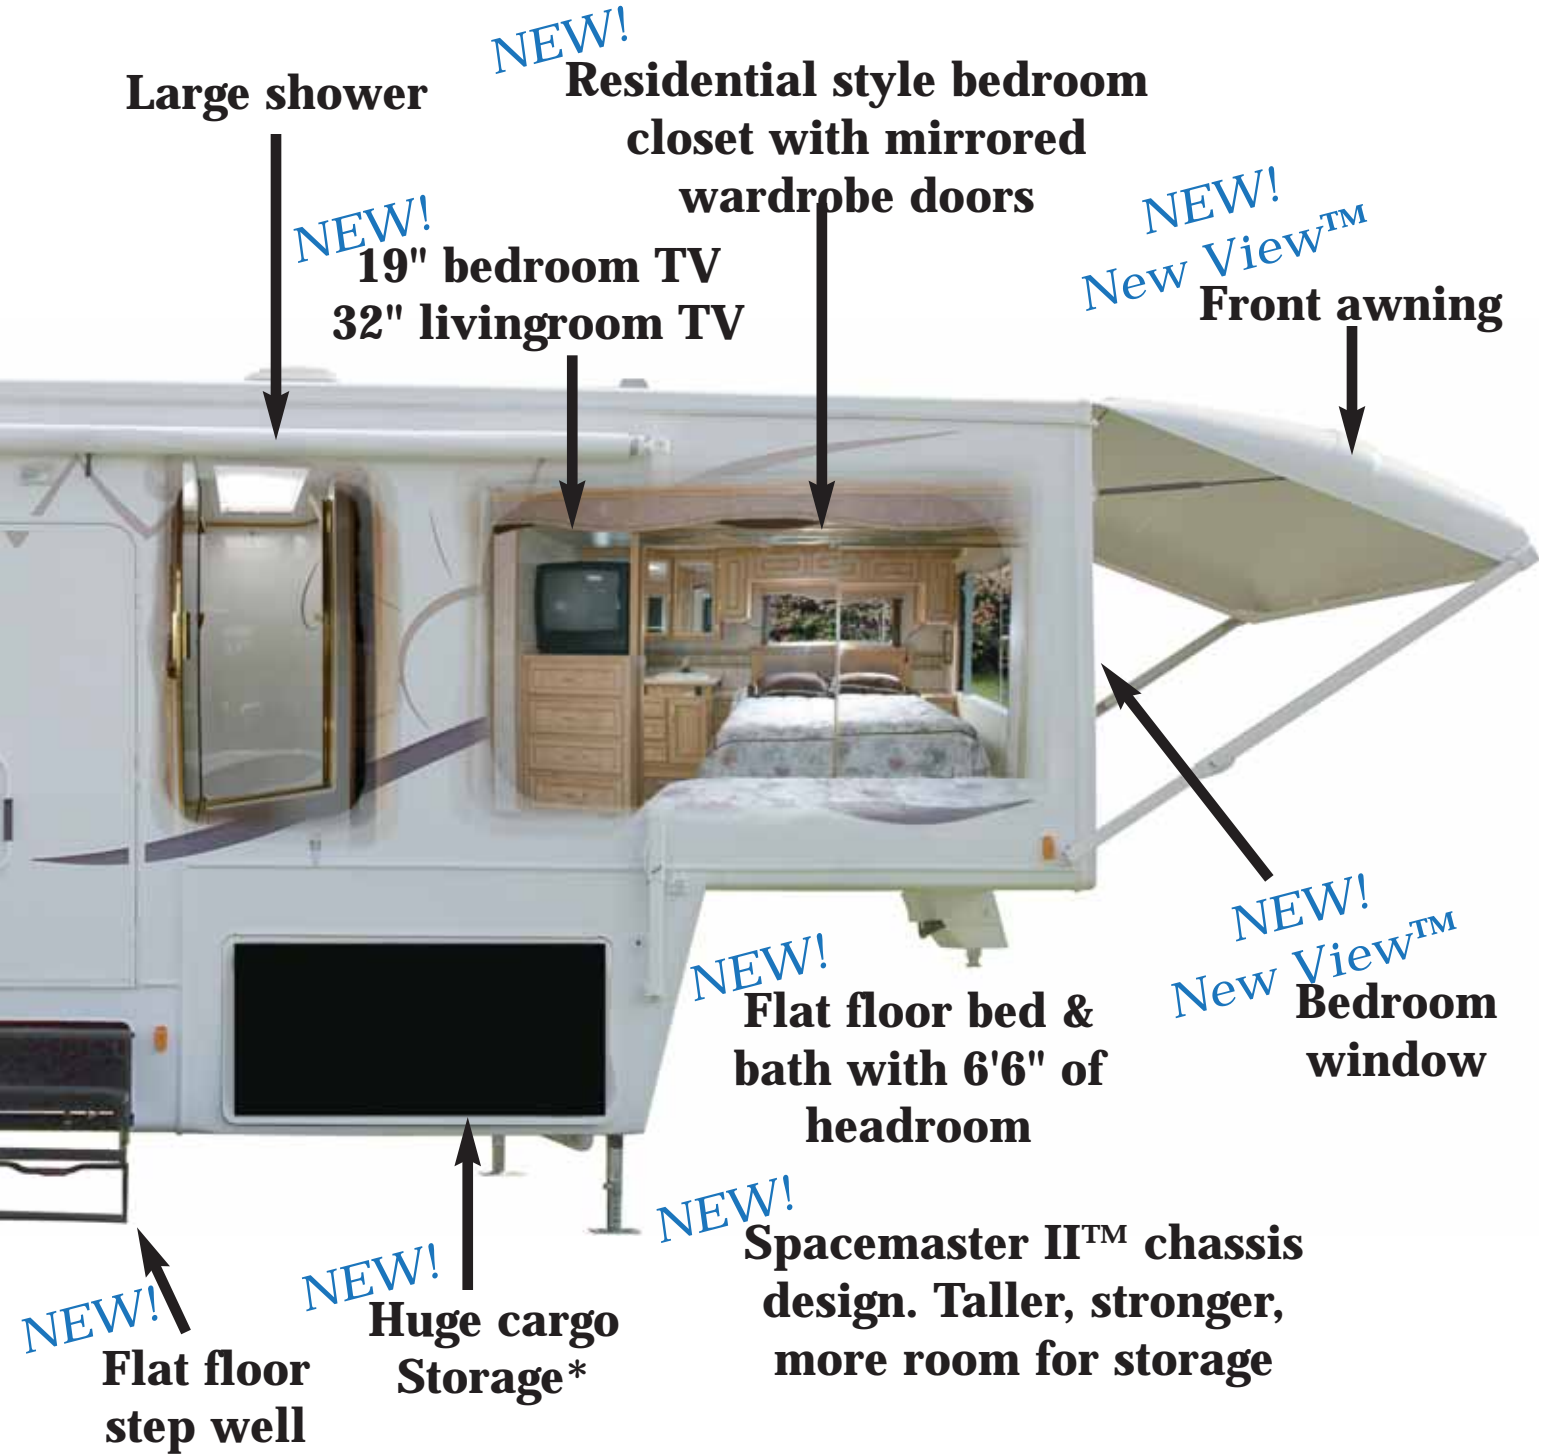 NEW!
Large shower
Residential style bedroom
closet with mirrored
wardrobe doors
NEW!
19" bedroom TV
32" livingroom TV
NEW!
New View™
Front awning
NEW!
New View™
Bedroom
window
NEW!
Flat floor bed &
bath with 6'6" of
headroom
NEW!
Spacemaster II™ chassis
design. Taller, stronger,
more room for storage
NEW!
Huge cargo
Storage*
NEW!
Flat floor
step well